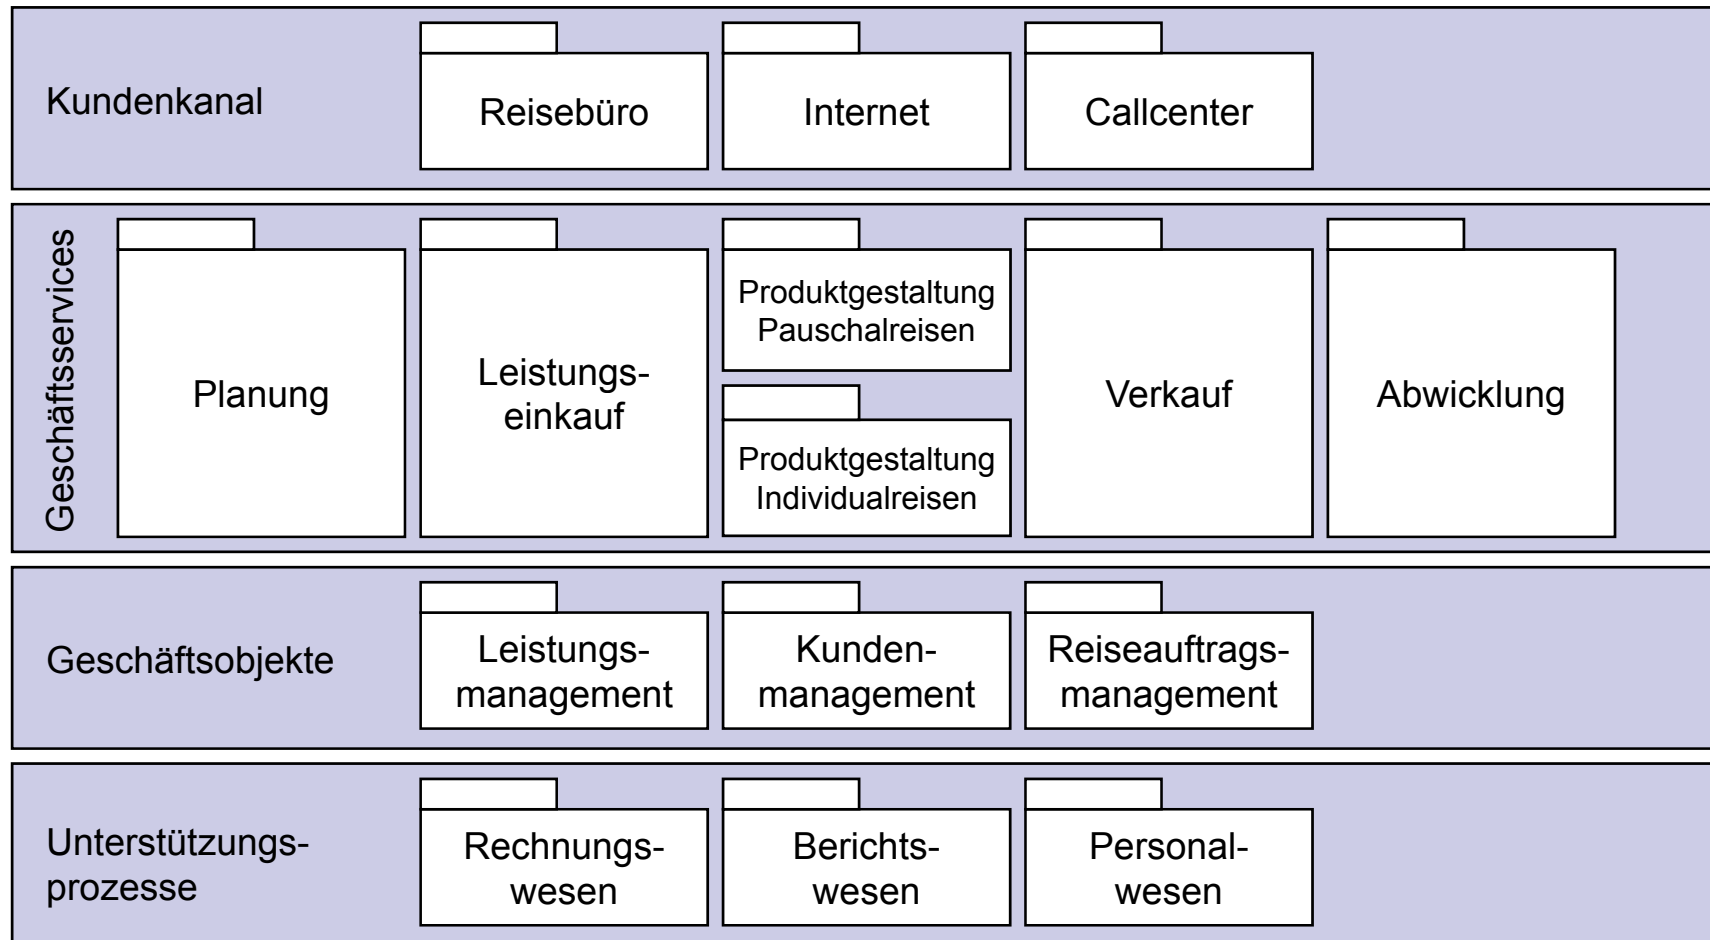 Kundenkanal
Reisebüro
Internet
Callcenter
Geschäftsservices
Planung
Leistungs-
einkauf
Produktgestaltung
Pauschalreisen
Produktgestaltung
Individualreisen
Verkauf
Abwicklung
Geschäftsobjekte
Leistungs-
management
Kunden-
management
Reiseauftrags-
management
Unterstützungs-
prozesse
Rechnungs-
wesen
Berichts-
wesen
Personal-
wesen